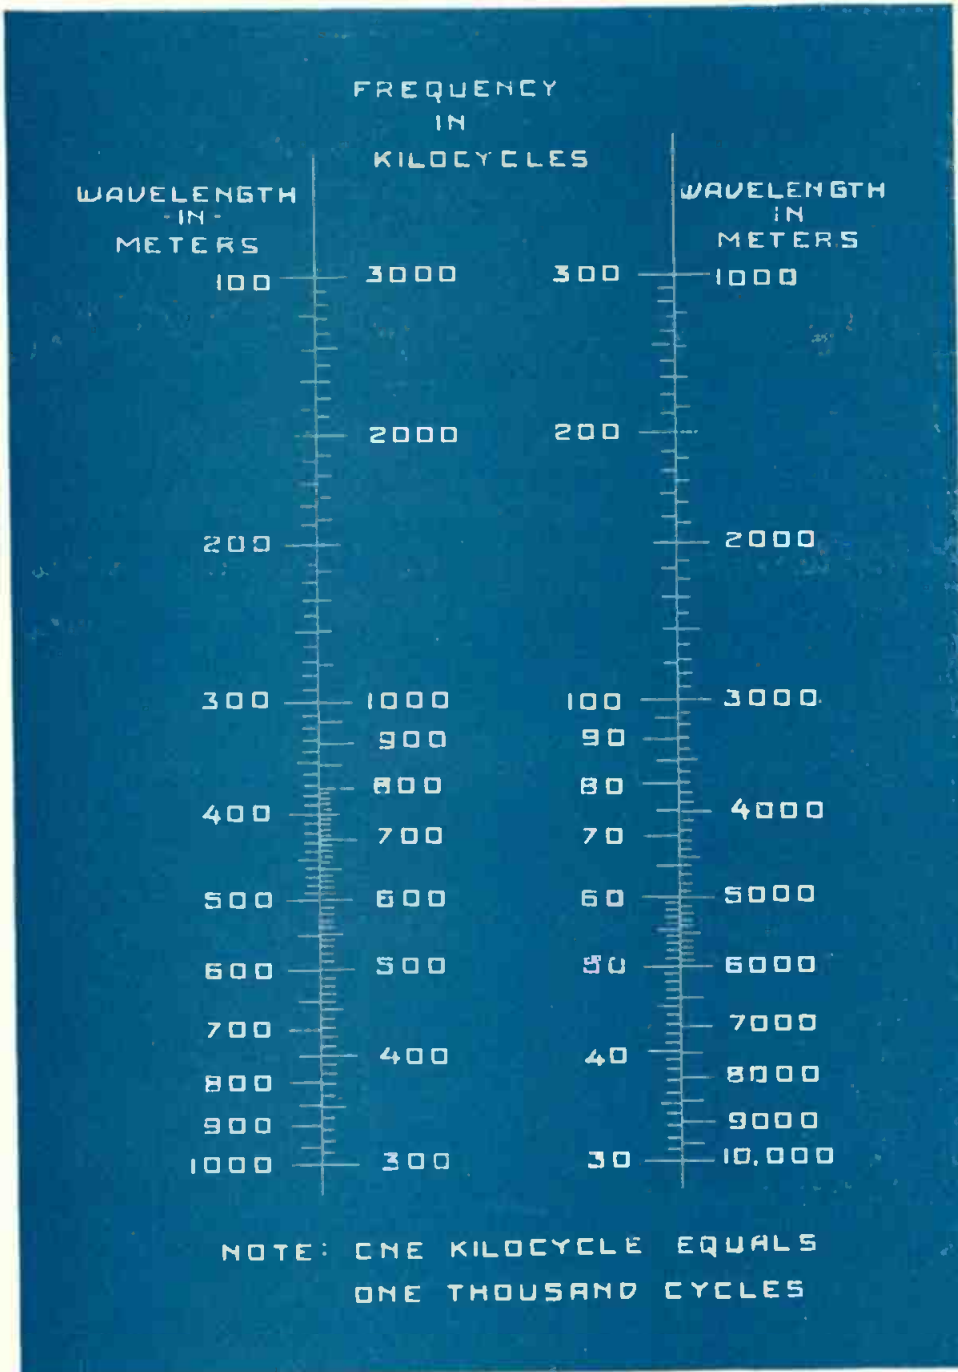 FREQUENCY
IN
KILOCYCLES
WAVELENGTH
-IN-
METERS
WAVELENGTH
IN
METERS
100 3000 300 1000
2000 200
200 2000
300 1000 100 3000
900 90
800 80
400 4000
700 70
500 600 60 5000
600 500 50 6000
700 7000
400 40
800 8000
900 9000
1000 300 30 10,000
NOTE: ONE KILOCYCLE EQUALS
ONE THOUSAND CYCLES